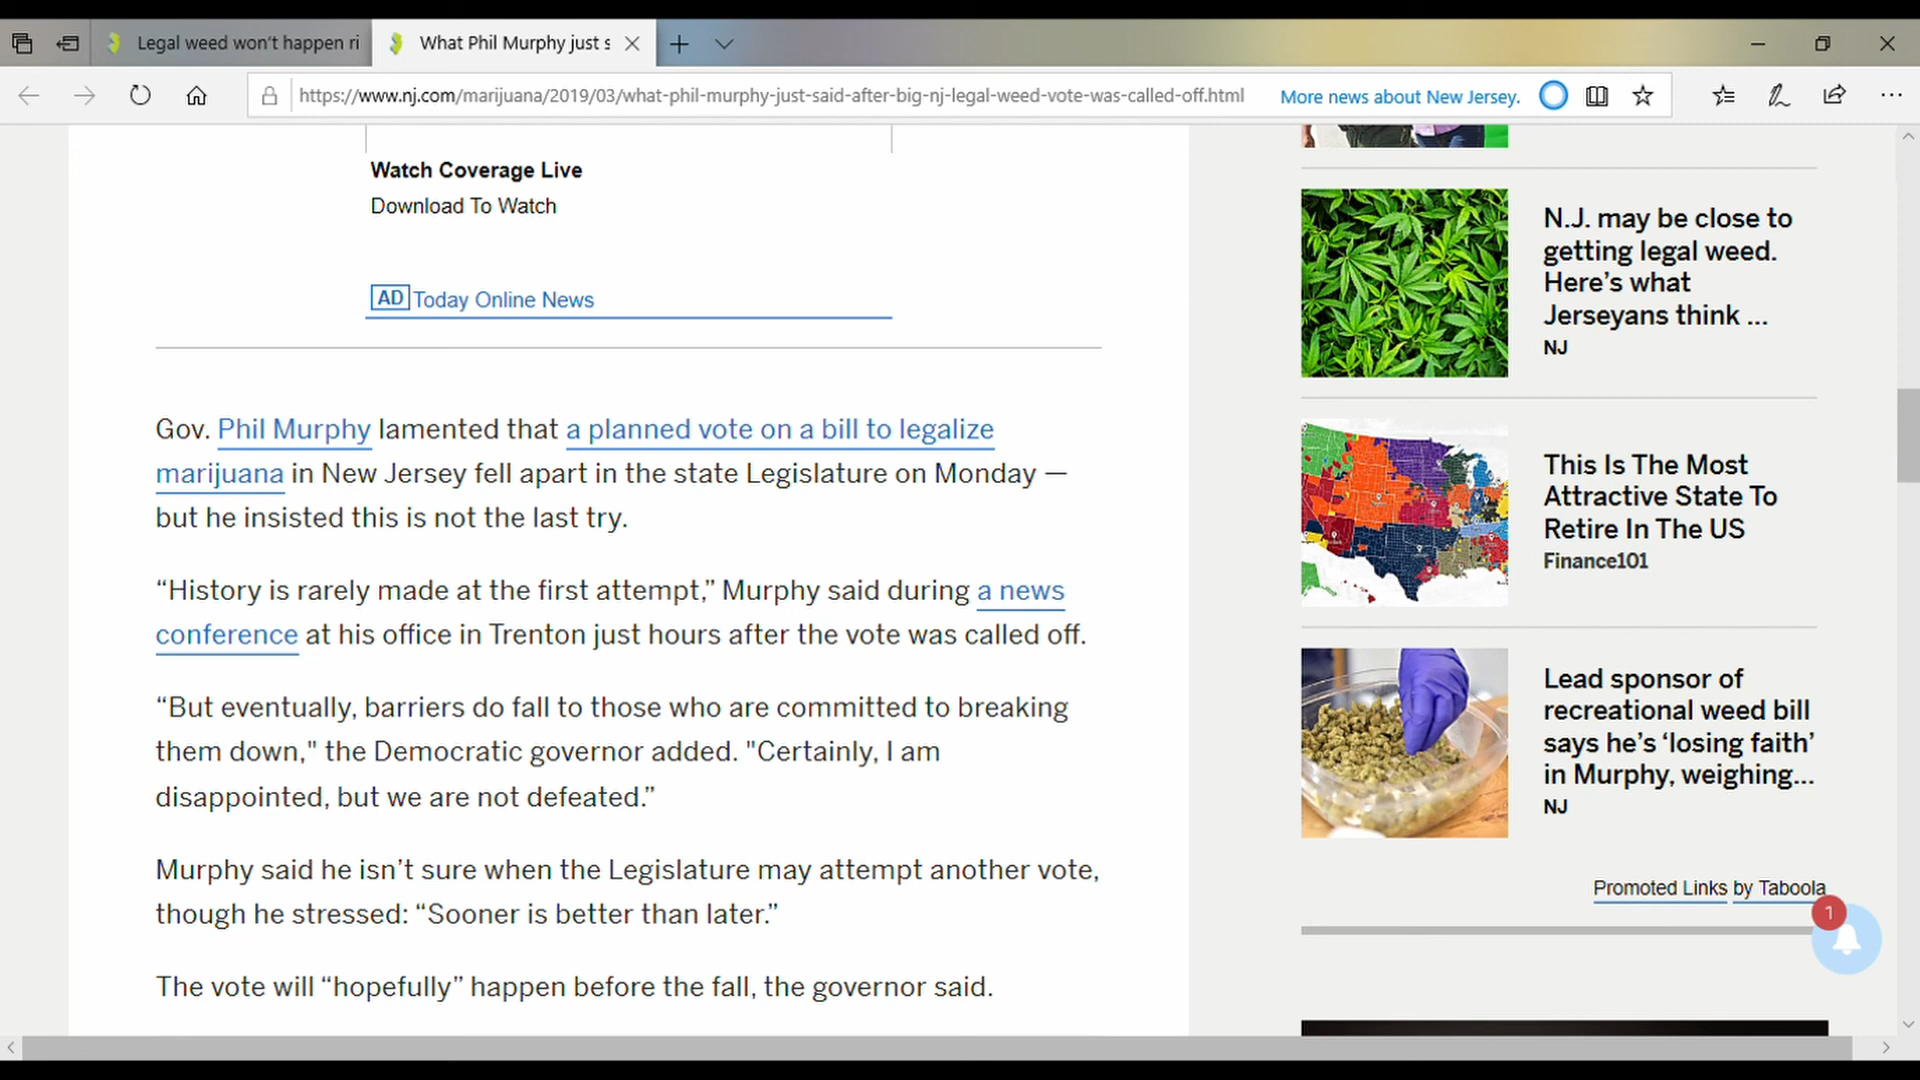 Legal weed won't happen ri
What Phil Murphy just s
https://www.nj.com/marijuana/2019/03/what-phil-murphy-just-said-after-big-nj-legal-weed-vote-was-called-off.html
More news about New Jersey.
Watch Coverage Live
Download To Watch
AD Today Online News
Gov. Phil Murphy lamented that a planned vote on a bill to legalize
marijuana in New Jersey fell apart in the state Legislature on Monday —
but he insisted this is not the last try.
“History is rarely made at the first attempt,” Murphy said during a news
conference at his office in Trenton just hours after the vote was called off.
“But eventually, barriers do fall to those who are committed to breaking
them down," the Democratic governor added. "Certainly, I am
disappointed, but we are not defeated.”
Murphy said he isn’t sure when the Legislature may attempt another vote,
though he stressed: “Sooner is better than later.”
The vote will “hopefully” happen before the fall, the governor said.
N.J. may be close to
getting legal weed.
Here’s what
Jerseyans think ...
NJ
This Is The Most
Attractive State To
Retire In The US
Finance101
Lead sponsor of
recreational weed bill
says he’s ‘losing faith’
in Murphy, weighing...
NJ
Promoted Links by Taboola
1